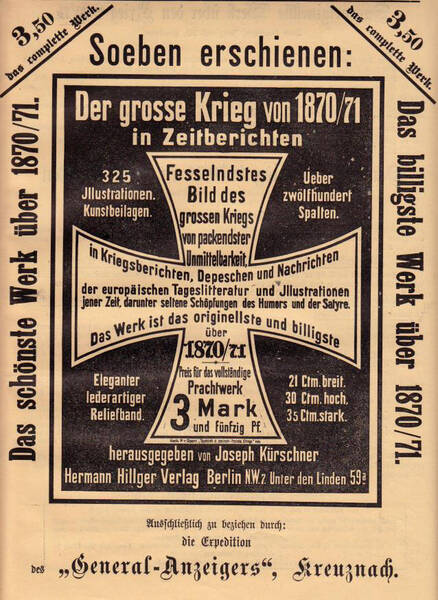 3,50
das complette Werk.
3,50
das complette Werk.
Soeben erschienen:
Das schönste Werk über 1870/71.
Das billigste Werk über 1870/71.
Der grosse Krieg von 1870/71
in Zeitberichten
325
Jllustrationen.
Kunstbeilagen.
Fesselndstes
Bild des
grossen Kriegs
von packendster
Unmittelbarkeit,
Ueber
zwölfhundert
Spalten.
in Kriegsberichten, Depeschen und Nachrichten
der europäischen Tageslitteratur und Jllustrationen
jener Zeit, darunter seltene Schöpfungen des Humors und der Satyre.
Das Werk ist das originellste und billigste
über
1870/71
Preis für das vollständige
Prachtwerk
3 Mark
und fünfzig Pf.
Eleganter
lederartiger
Reliefband.
21 Ctm. breit.
30 Ctm. hoch.
3½ Ctm. stark.
herausgegeben von Joseph Kürschner
Hermann Hillger Verlag Berlin NW.7 Unter den Linden 59ª
Ausschließlich zu beziehen durch:
die Expedition
des „General-Anzeigers“, Kreuznach.